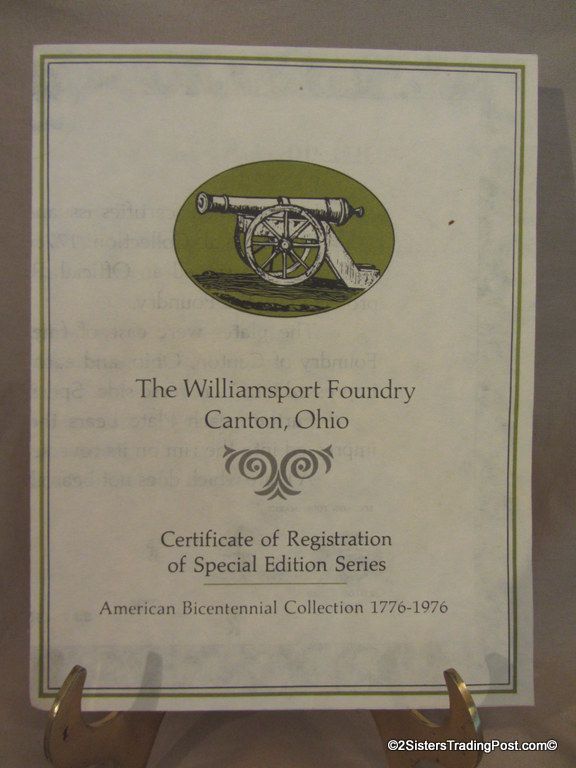 The Williamsport Foundry
Canton, Ohio
Certificate of Registration
of Special Edition Series
American Bicentennial Collection 1776-1976
©2SistersTradingPost.com©